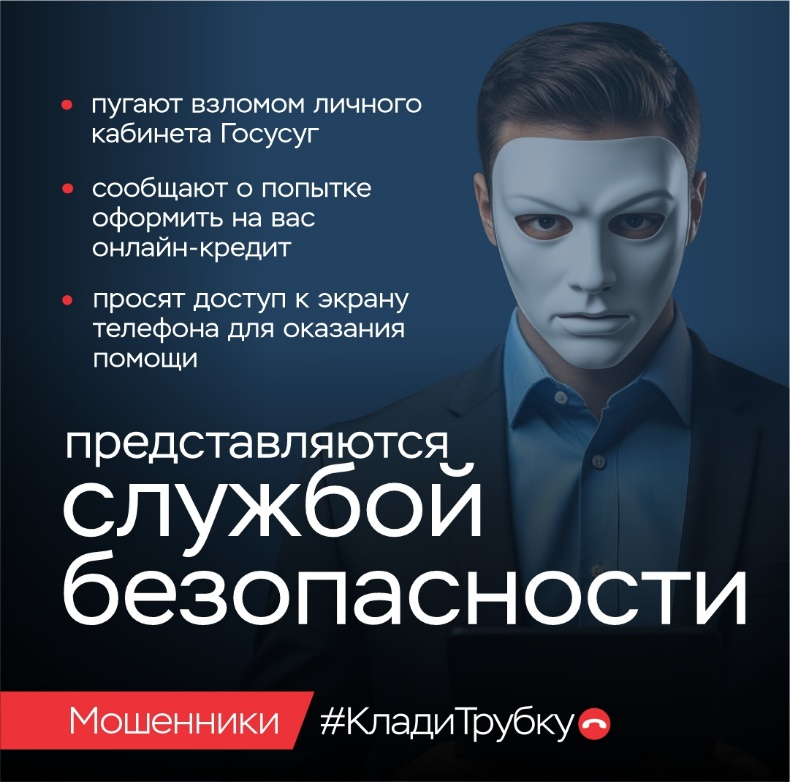 пугают взломом личного
кабинета Госусуг
сообщают о попытке
оформить на вас
онлайн-кредит
просят доступ к экрану
телефона для оказания
помощи
представляются
службой
безопасности
Мошенники #КладиТрубку